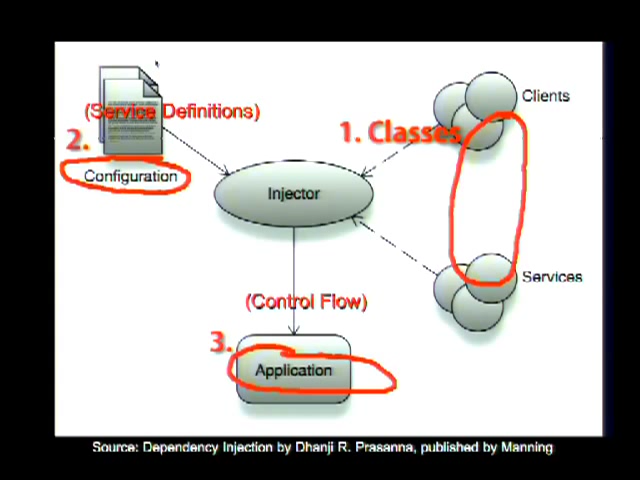 (Service Definitions)
2.
Configuration
1. Classes
Clients
Injector
Services
(Control Flow)
3.
Application
Source: Dependency Injection by Dhanji R. Prasanna, published by Manning